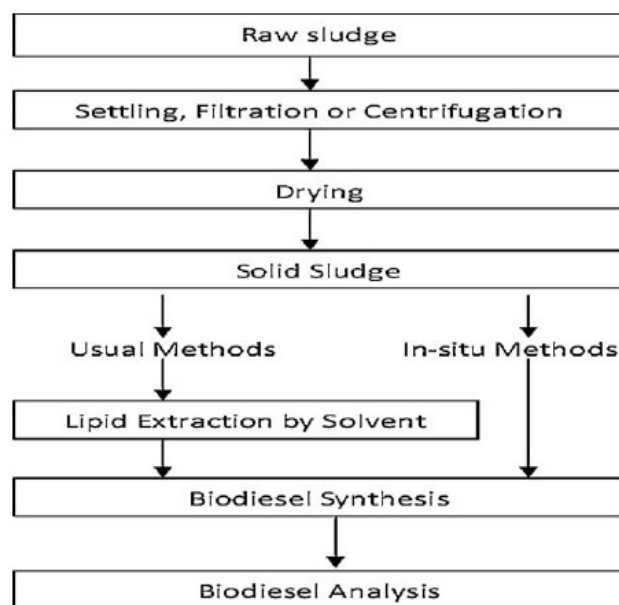 Raw sludge
Settling, Filtration or Centrifugation
Drying
Solid Sludge
Usual Methods
In-situ Methods
Lipid Extraction by Solvent
Biodiesel Synthesis
Biodiesel Analysis